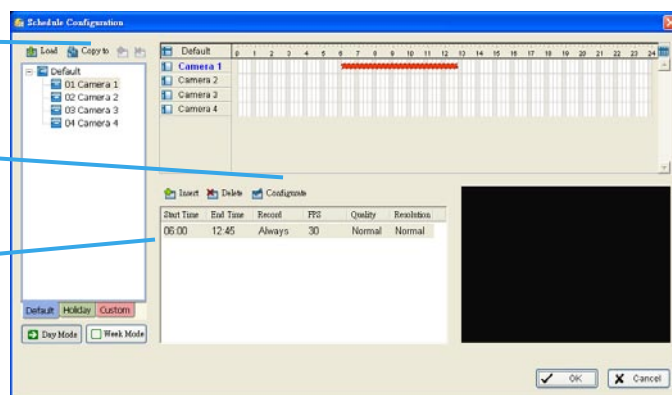 Schedule Configuration
Load Copy to
Default
01 Camera 1
02 Camera 2
03 Camera 3
04 Camera 4
Default Holiday Custom
Day Mode Week Mode
Default 0 1 2 3 4 5 6 7 8 9 10 11 12 13 14 15 16 17 18 19 20 21 22 23 24
Camera 1
Camera 2
Camera 3
Camera 4
Insert Delete Configurate
Start Time End Time Record FPS Quality Resolution
06:00 12:45 Always 30 Normal Normal
OK Cancel